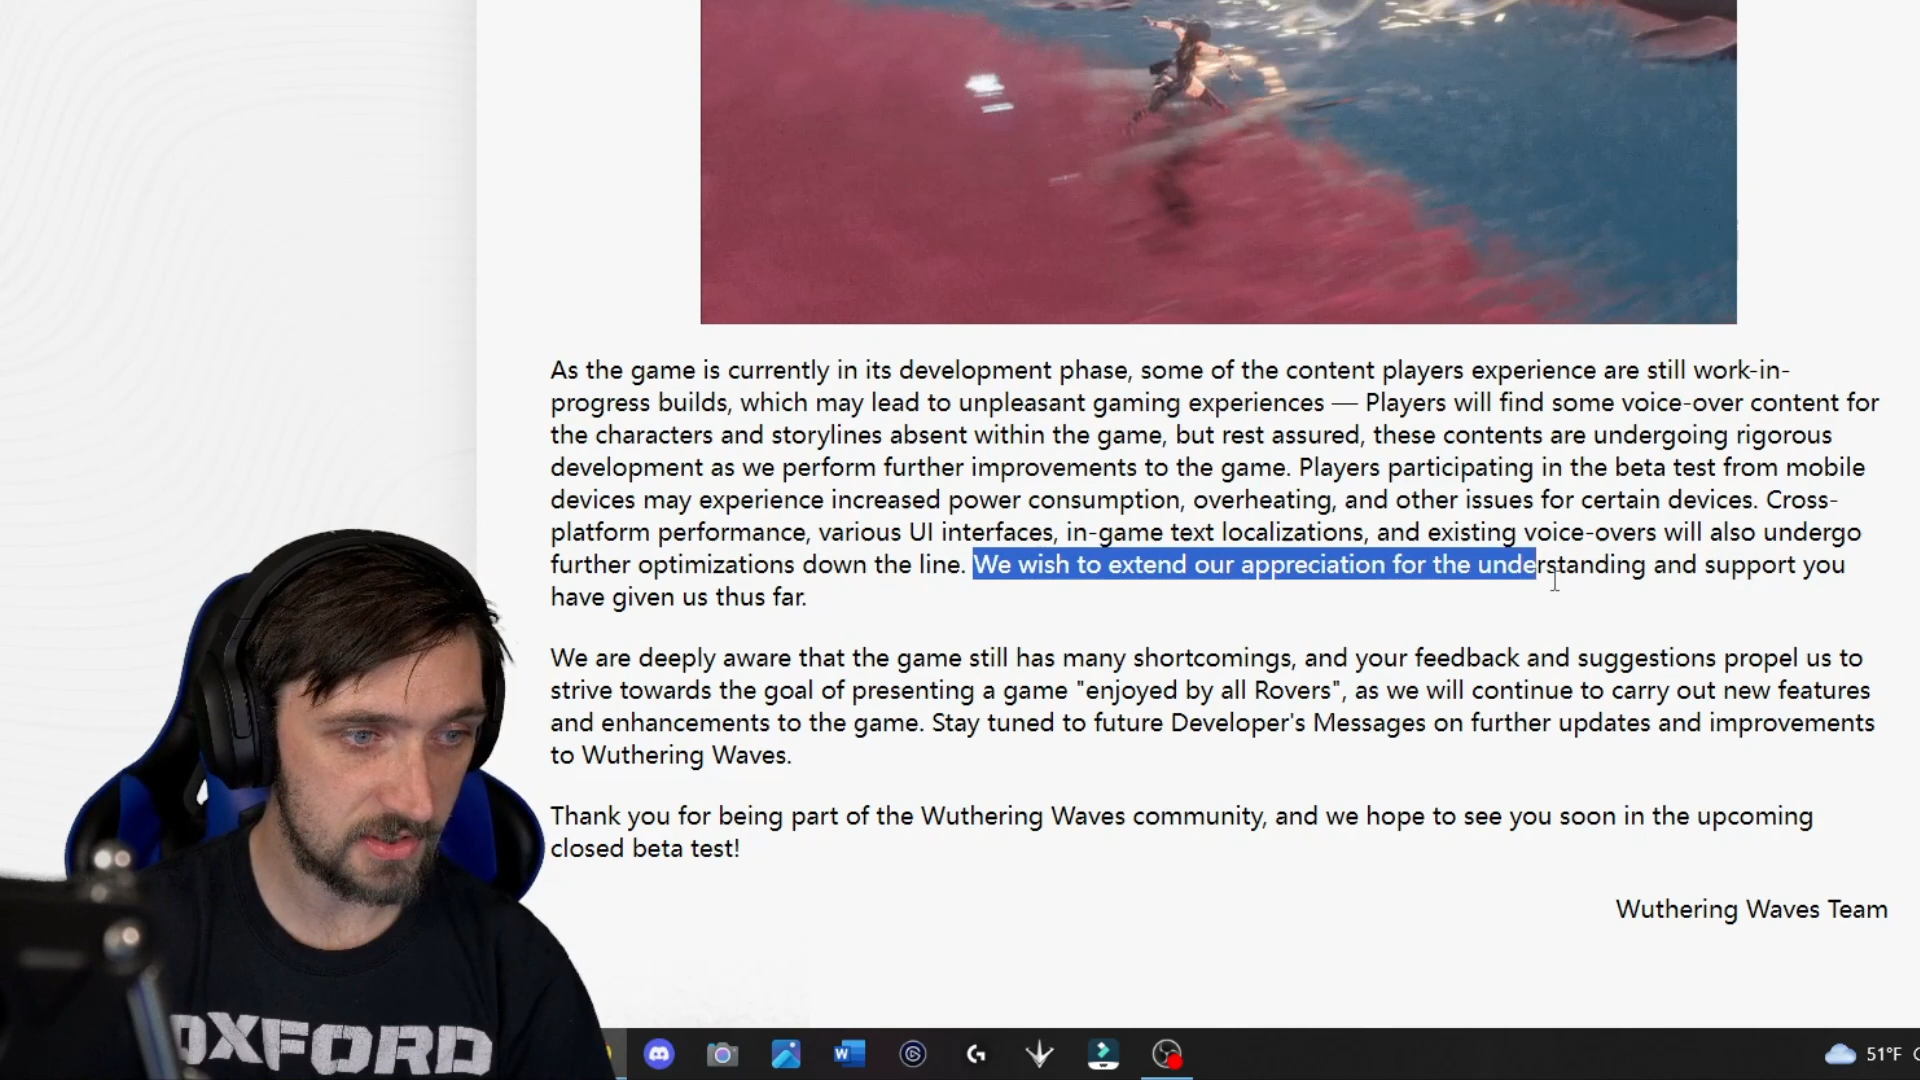 As the game is currently in its development phase, some of the content players experience are still work-in-
progress builds, which may lead to unpleasant gaming experiences — Players will find some voice-over content for
the characters and storylines absent within the game, but rest assured, these contents are undergoing rigorous
development as we perform further improvements to the game. Players participating in the beta test from mobile
devices may experience increased power consumption, overheating, and other issues for certain devices. Cross-
platform performance, various UI interfaces, in-game text localizations, and existing voice-overs will also undergo
further optimizations down the line. We wish to extend our appreciation for the understanding and support you
have given us thus far.
We are deeply aware that the game still has many shortcomings, and your feedback and suggestions propel us to
strive towards the goal of presenting a game "enjoyed by all Rovers", as we will continue to carry out new features
and enhancements to the game. Stay tuned to future Developer's Messages on further updates and improvements
to Wuthering Waves.
Thank you for being part of the Wuthering Waves community, and we hope to see you soon in the upcoming
closed beta test!
Wuthering Waves Team
OXFORD
51°F